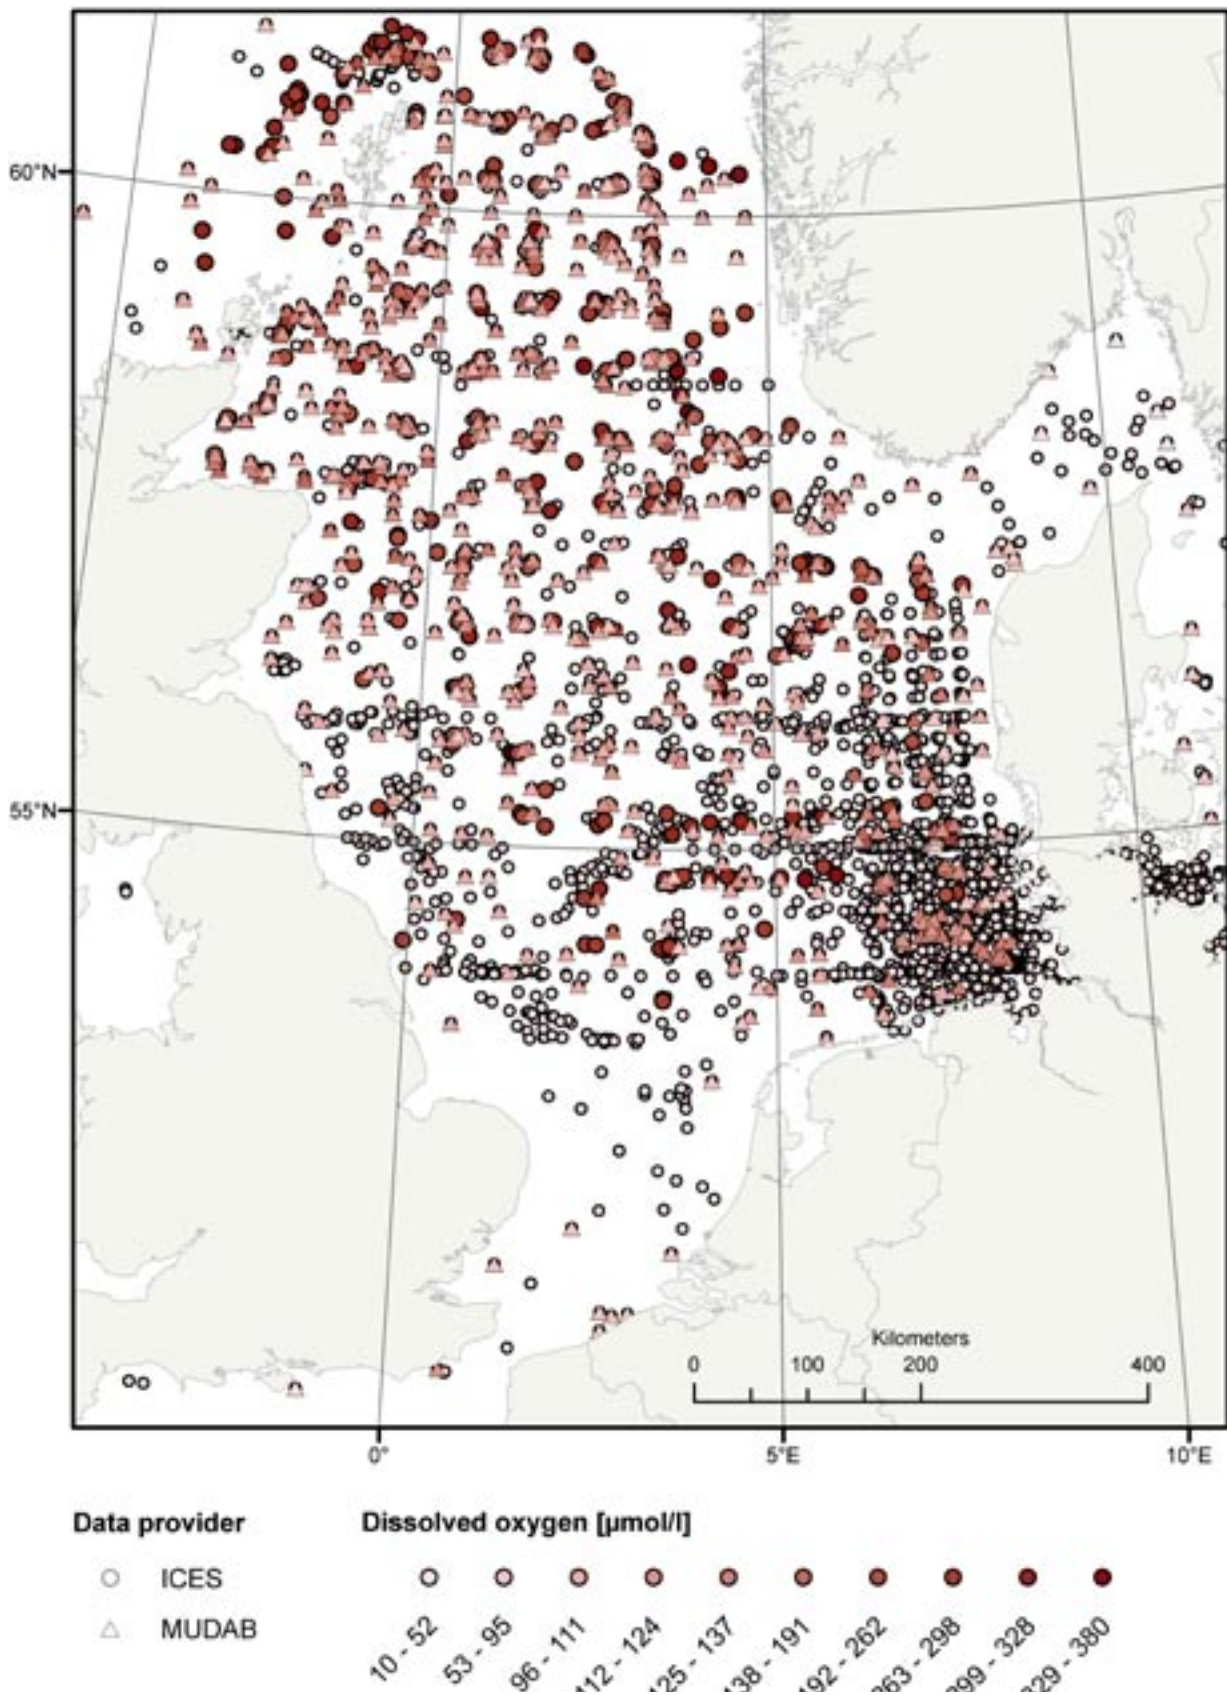 60°N
55°N
Kilometers
0 100 200 400
0° 5°E 10°E
Data provider Dissolved oxygen [µmol/l]
ICES
MUDAB
10 - 52
53 - 95
96 - 111
112 - 124
125 - 137
138 - 191
192 - 262
263 - 298
299 - 328
329 - 380